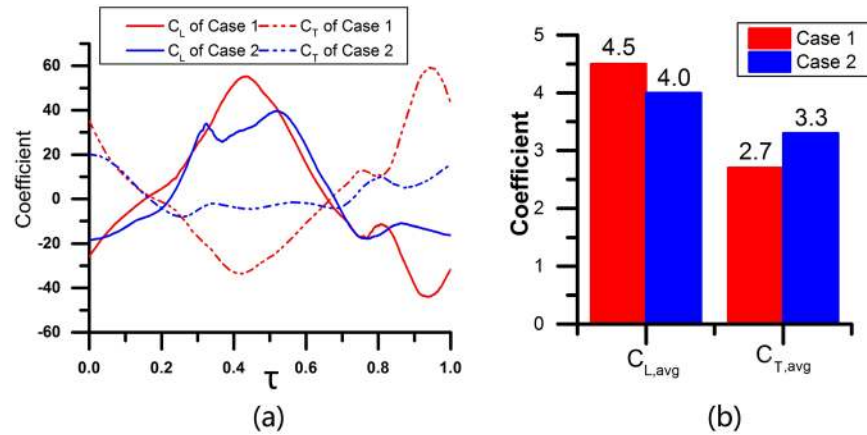 C_L of Case 1 C_T of Case 1
C_L of Case 2 C_T of Case 2
60
40
20
0
-20
-40
-60
Coefficient
0.0 0.2 0.4 0.6 0.8 1.0
τ
(a)
Case 1
Case 2
5
4
3
2
1
0
Coefficient
4.5
4.0
2.7
3.3
C_L,avg C_T,avg
(b)